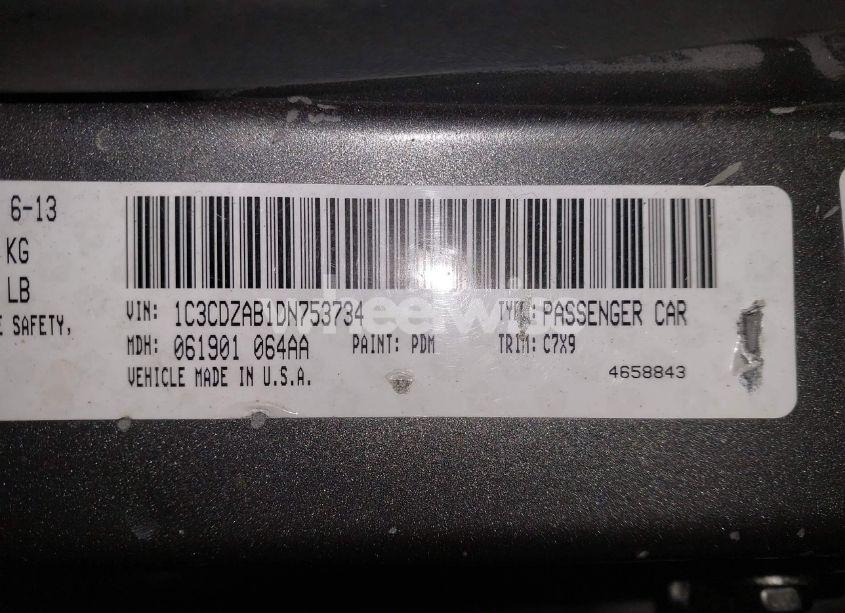 6-13
KG
LB
E SAFETY,
VIN: 1C3CDZAB1DN753734 TYPE: PASSENGER CAR
MDH: 061901 064AA PAINT: PDM TRIM: C7X9
VEHICLE MADE IN U.S.A. 4658843
wheelwise